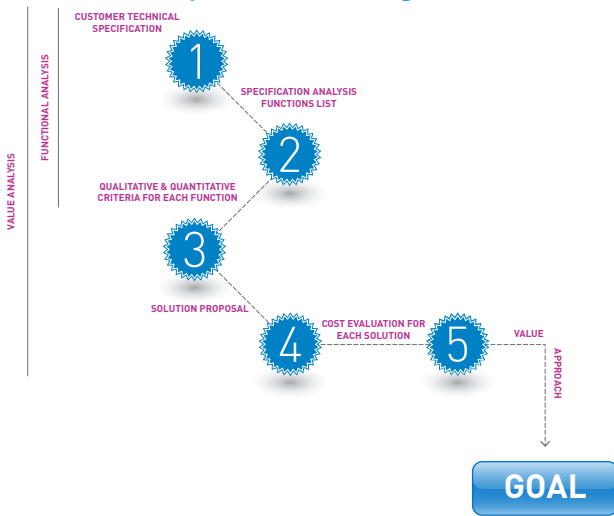 CUSTOMER TECHNICAL
SPECIFICATION
1
SPECIFICATION ANALYSIS
FUNCTIONS LIST
2
QUALITATIVE & QUANTITATIVE
CRITERIA FOR EACH FUNCTION
3
SOLUTION PROPOSAL
4
COST EVALUATION FOR
EACH SOLUTION
5
VALUE
APPROACH
GOAL
FUNCTIONAL ANALYSIS
VALUE ANALYSIS